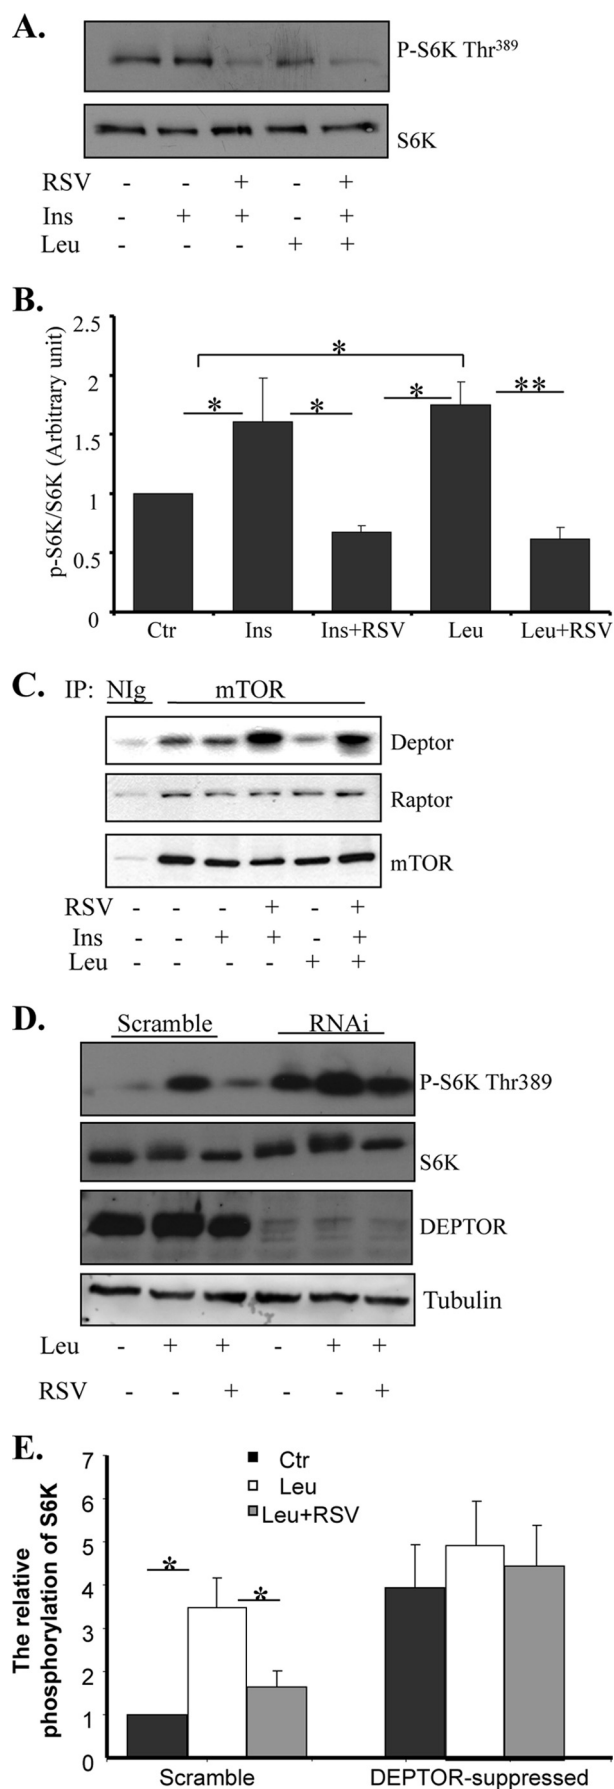 A.
P-S6K Thr389
S6K
RSV - - + - +
Ins - + + - +
Leu - - - + +
B.
p-S6K/S6K (Arbitrary unit)
2.5
2
1.5
1
0.5
0
*
* * * **
Ctr Ins Ins+RSV Leu Leu+RSV
C.
IP: NIg mTOR
Deptor
Raptor
mTOR
RSV - - - + - +
Ins - - + + - +
Leu - - - - + +
D.
Scramble RNAi
P-S6K Thr389
S6K
DEPTOR
Tubulin
Leu - + + - + +
RSV - - + - - +
E.
The relative
phosphorylation of S6K
7
6
5
4
3
2
1
0
Ctr
Leu
Leu+RSV
* *
Scramble DEPTOR-suppressed